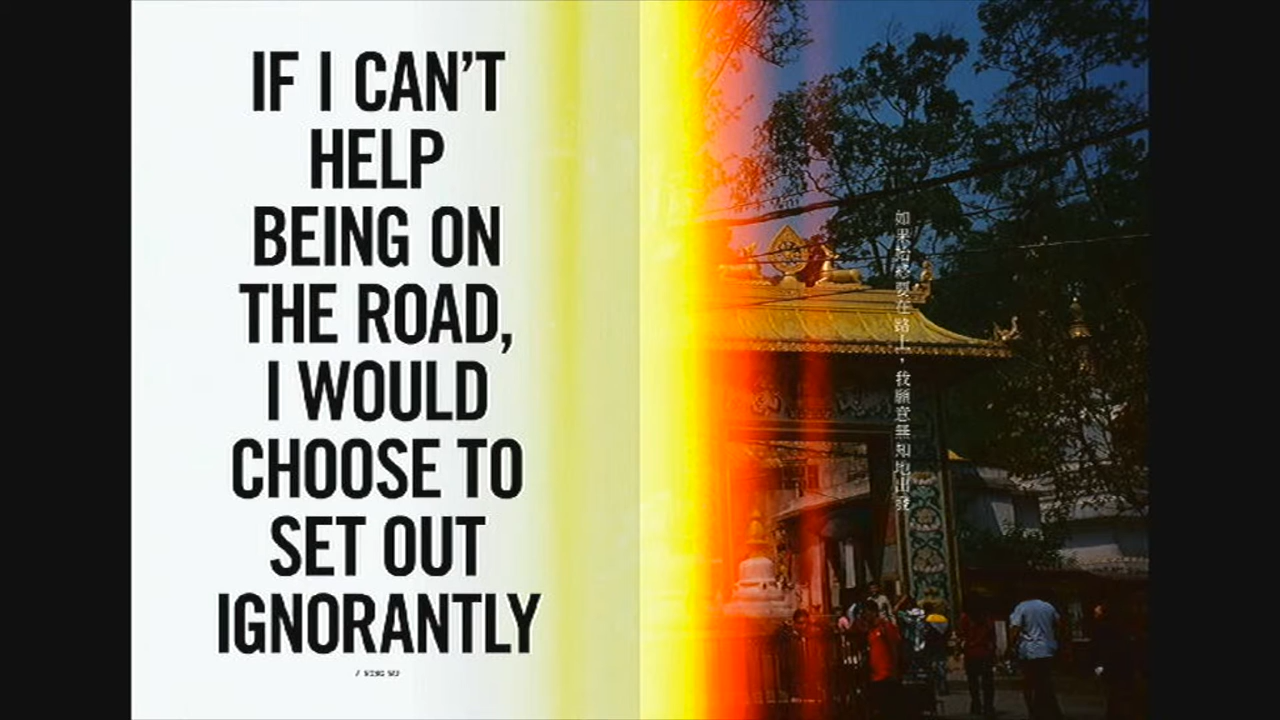 IF I CAN'T
HELP
BEING ON
THE ROAD,
I WOULD
CHOOSE TO
SET OUT
IGNORANTLY
如果始終要在路上，我願意無知地出發